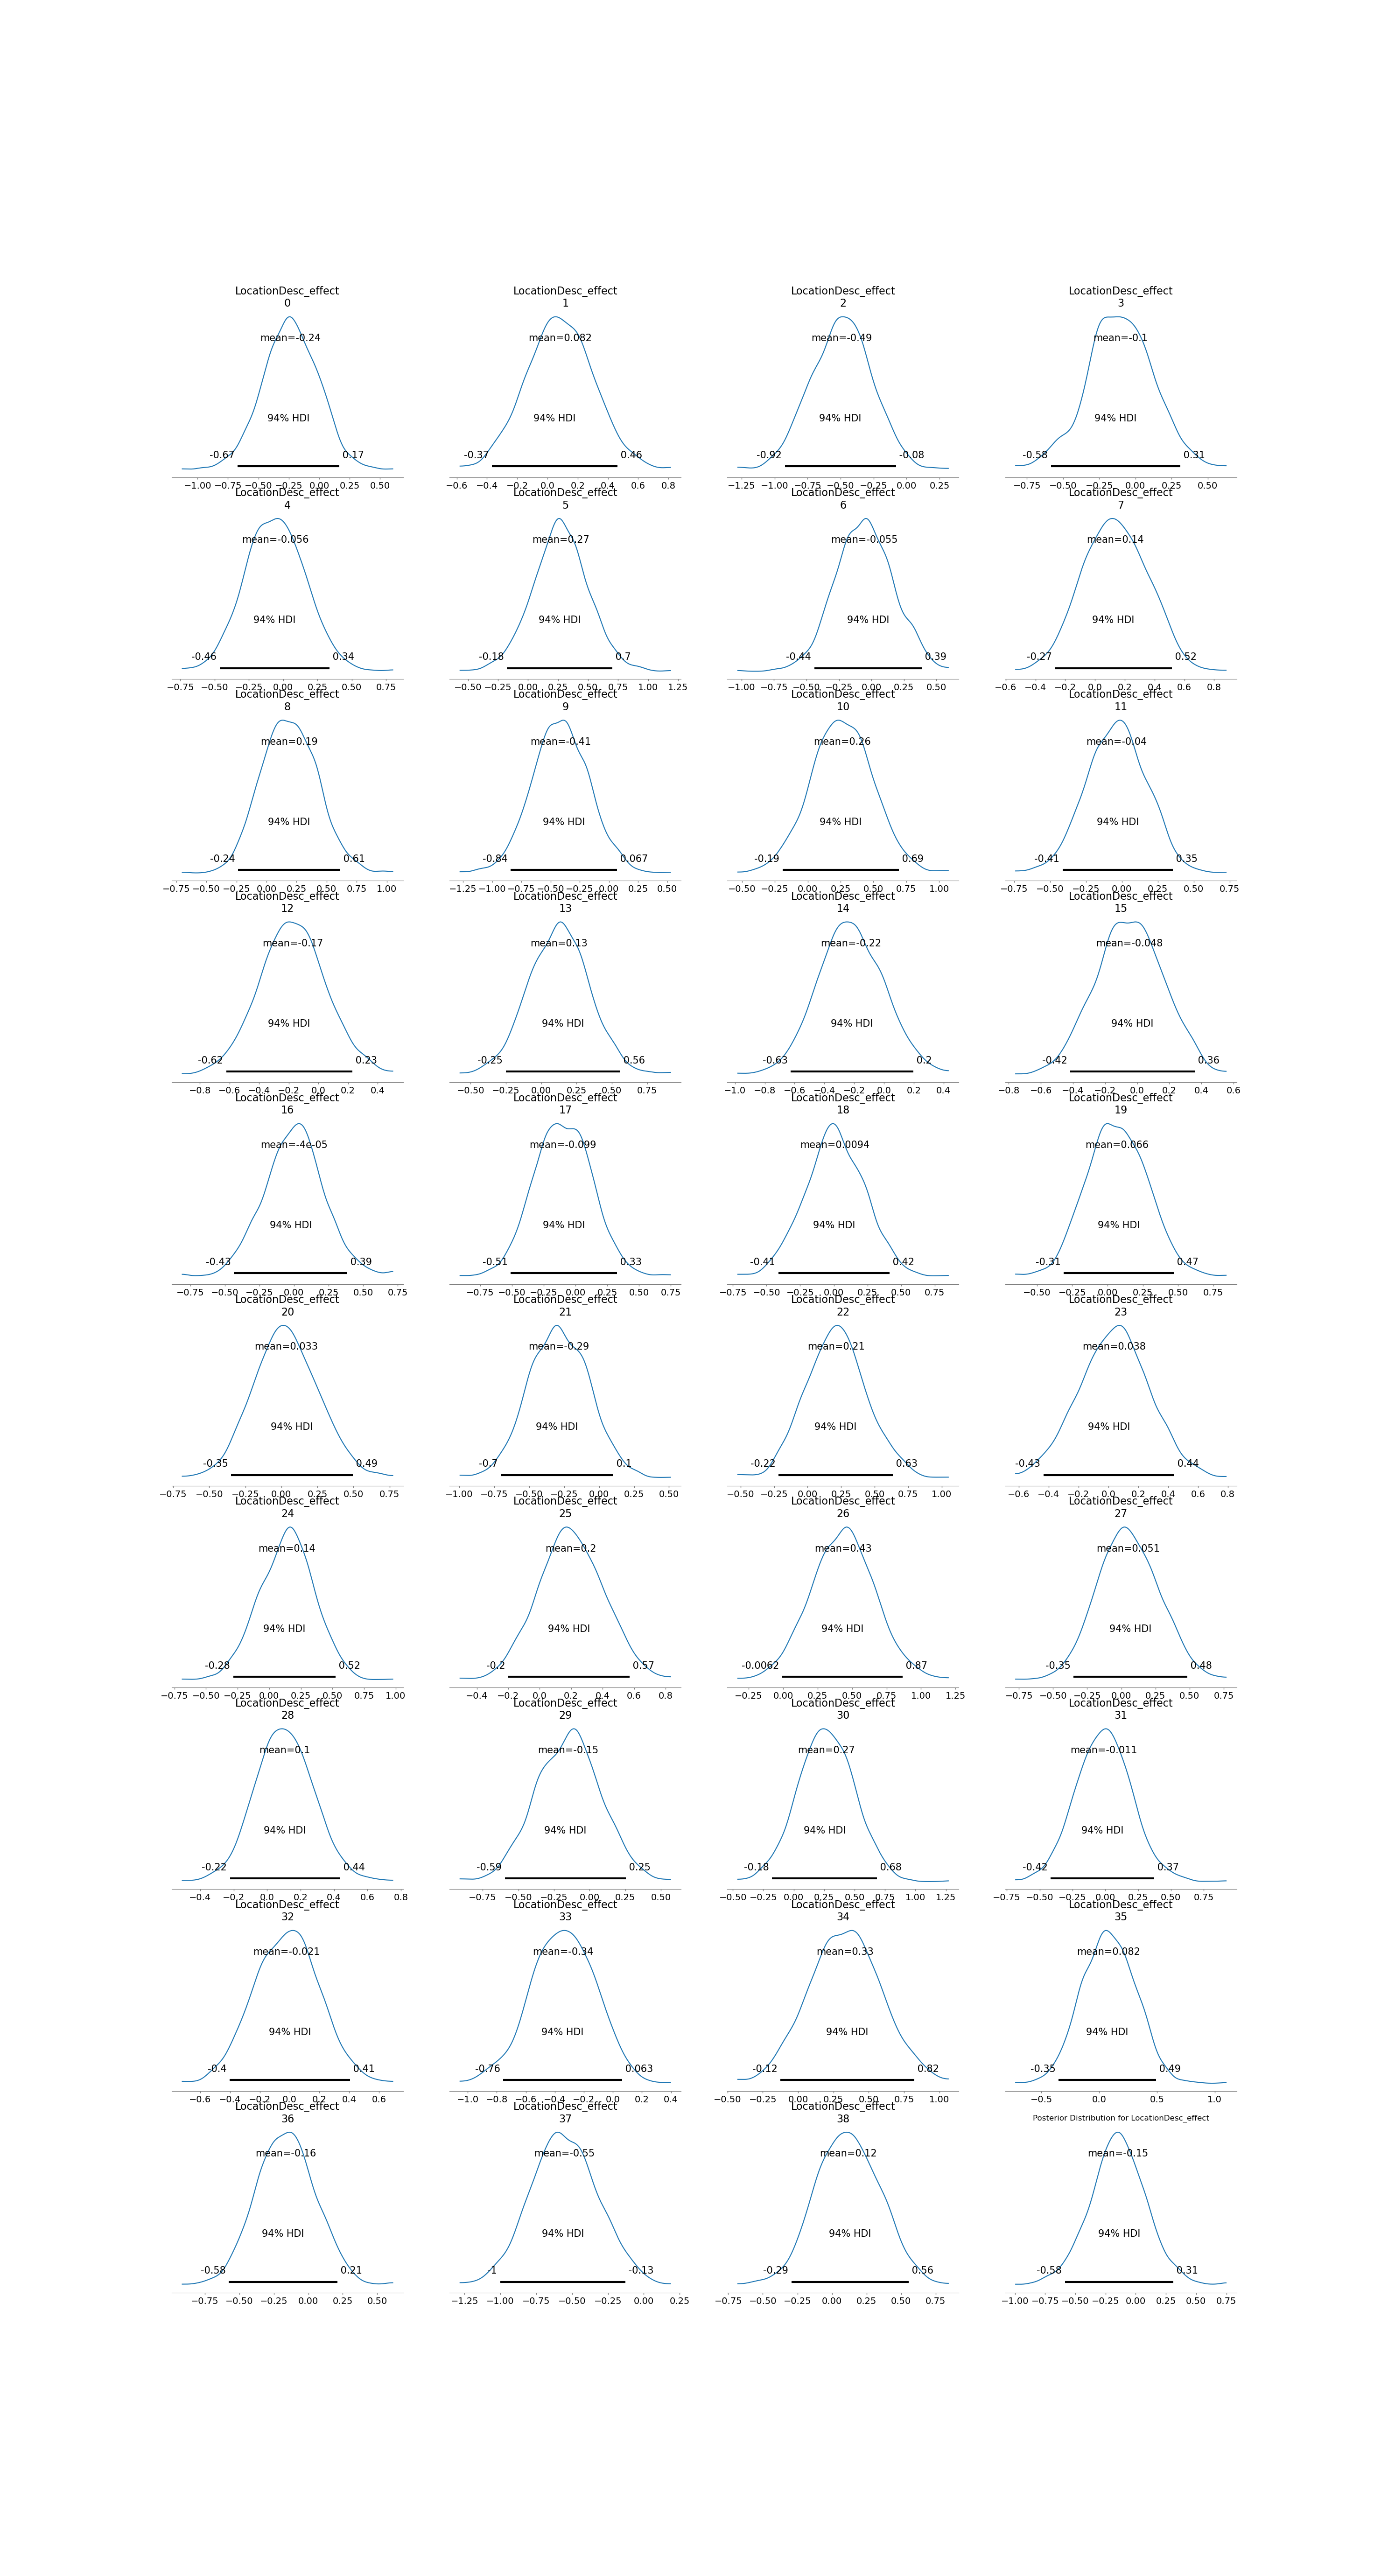 LocationDesc_effect
0
mean=-0.24
94% HDI
-0.67 0.17
−1.00 −0.75 −0.50 −0.25 0.00 0.25 0.50
LocationDesc_effect
1
mean=0.082
94% HDI
-0.37 0.46
−0.6 −0.4 −0.2 0.0 0.2 0.4 0.6 0.8
LocationDesc_effect
2
mean=-0.49
94% HDI
-0.92 -0.08
−1.25 −1.00 −0.75 −0.50 −0.25 0.00 0.25
LocationDesc_effect
3
mean=-0.1
94% HDI
-0.58 0.31
−0.75 −0.50 −0.25 0.00 0.25 0.50
LocationDesc_effect
4
mean=-0.056
94% HDI
-0.46 0.34
−0.75 −0.50 −0.25 0.00 0.25 0.50 0.75
LocationDesc_effect
5
mean=0.27
94% HDI
-0.18 0.7
−0.50 −0.25 0.00 0.25 0.50 0.75 1.00 1.25
LocationDesc_effect
6
mean=-0.055
94% HDI
-0.44 0.39
−1.00 −0.75 −0.50 −0.25 0.00 0.25 0.50
LocationDesc_effect
7
mean=0.14
94% HDI
-0.27 0.52
−0.6 −0.4 −0.2 0.0 0.2 0.4 0.6 0.8
LocationDesc_effect
8
mean=0.19
94% HDI
-0.24 0.61
−0.75 −0.50 −0.25 0.00 0.25 0.50 0.75 1.00
LocationDesc_effect
9
mean=-0.41
94% HDI
-0.84 0.067
−1.25 −1.00 −0.75 −0.50 −0.25 0.00 0.25 0.50
LocationDesc_effect
10
mean=0.26
94% HDI
-0.19 0.69
−0.50 −0.25 0.00 0.25 0.50 0.75 1.00
LocationDesc_effect
11
mean=-0.04
94% HDI
-0.41 0.35
−0.75 −0.50 −0.25 0.00 0.25 0.50 0.75
LocationDesc_effect
12
mean=-0.17
94% HDI
-0.62 0.23
−0.8 −0.6 −0.4 −0.2 0.0 0.2 0.4
LocationDesc_effect
13
mean=0.13
94% HDI
-0.25 0.56
−0.50 −0.25 0.00 0.25 0.50 0.75
LocationDesc_effect
14
mean=-0.22
94% HDI
-0.63 0.2
−1.0 −0.8 −0.6 −0.4 −0.2 0.0 0.2 0.4
LocationDesc_effect
15
mean=-0.048
94% HDI
-0.42 0.36
−0.8 −0.6 −0.4 −0.2 0.0 0.2 0.4 0.6
LocationDesc_effect
16
mean=-4e-05
94% HDI
-0.43 0.39
−0.75 −0.50 −0.25 0.00 0.25 0.50 0.75
LocationDesc_effect
17
mean=-0.099
94% HDI
-0.51 0.33
−0.75 −0.50 −0.25 0.00 0.25 0.50 0.75
LocationDesc_effect
18
mean=0.0094
94% HDI
-0.41 0.42
−0.75 −0.50 −0.25 0.00 0.25 0.50 0.75
LocationDesc_effect
19
mean=0.066
94% HDI
-0.31 0.47
−0.50 −0.25 0.00 0.25 0.50 0.75
LocationDesc_effect
20
mean=0.033
94% HDI
-0.35 0.49
−0.75 −0.50 −0.25 0.00 0.25 0.50 0.75
LocationDesc_effect
21
mean=-0.29
94% HDI
-0.7 0.1
−1.00 −0.75 −0.50 −0.25 0.00 0.25 0.50
LocationDesc_effect
22
mean=0.21
94% HDI
-0.22 0.63
−0.50 −0.25 0.00 0.25 0.50 0.75 1.00
LocationDesc_effect
23
mean=0.038
94% HDI
-0.43 0.44
−0.6 −0.4 −0.2 0.0 0.2 0.4 0.6 0.8
LocationDesc_effect
24
mean=0.14
94% HDI
-0.28 0.52
−0.75 −0.50 −0.25 0.00 0.25 0.50 0.75 1.00
LocationDesc_effect
25
mean=0.2
94% HDI
-0.2 0.57
−0.4 −0.2 0.0 0.2 0.4 0.6 0.8
LocationDesc_effect
26
mean=0.43
94% HDI
-0.0062 0.87
−0.25 0.00 0.25 0.50 0.75 1.00 1.25
LocationDesc_effect
27
mean=0.051
94% HDI
-0.35 0.48
−0.75 −0.50 −0.25 0.00 0.25 0.50 0.75
LocationDesc_effect
28
mean=0.1
94% HDI
-0.22 0.44
−0.4 −0.2 0.0 0.2 0.4 0.6 0.8
LocationDesc_effect
29
mean=-0.15
94% HDI
-0.59 0.25
−0.75 −0.50 −0.25 0.00 0.25 0.50
LocationDesc_effect
30
mean=0.27
94% HDI
-0.18 0.68
−0.50 −0.25 0.00 0.25 0.50 0.75 1.00 1.25
LocationDesc_effect
31
mean=-0.011
94% HDI
-0.42 0.37
−0.75 −0.50 −0.25 0.00 0.25 0.50 0.75
LocationDesc_effect
32
mean=-0.021
94% HDI
-0.4 0.41
−0.6 −0.4 −0.2 0.0 0.2 0.4 0.6
LocationDesc_effect
33
mean=-0.34
94% HDI
-0.76 0.063
−1.0 −0.8 −0.6 −0.4 −0.2 0.0 0.2 0.4
LocationDesc_effect
34
mean=0.33
94% HDI
-0.12 0.82
−0.50 −0.25 0.00 0.25 0.50 0.75 1.00
LocationDesc_effect
35
mean=0.082
94% HDI
-0.35 0.49
−0.5 0.0 0.5 1.0
LocationDesc_effect
36
mean=-0.16
94% HDI
-0.58 0.21
−0.75 −0.50 −0.25 0.00 0.25 0.50
LocationDesc_effect
37
mean=-0.55
94% HDI
-1 -0.13
−1.25 −1.00 −0.75 −0.50 −0.25 0.00 0.25
LocationDesc_effect
38
mean=0.12
94% HDI
-0.29 0.56
−0.75 −0.50 −0.25 0.00 0.25 0.50 0.75
Posterior Distribution for LocationDesc_effect
mean=-0.15
94% HDI
-0.58 0.31
−1.00 −0.75 −0.50 −0.25 0.00 0.25 0.50 0.75